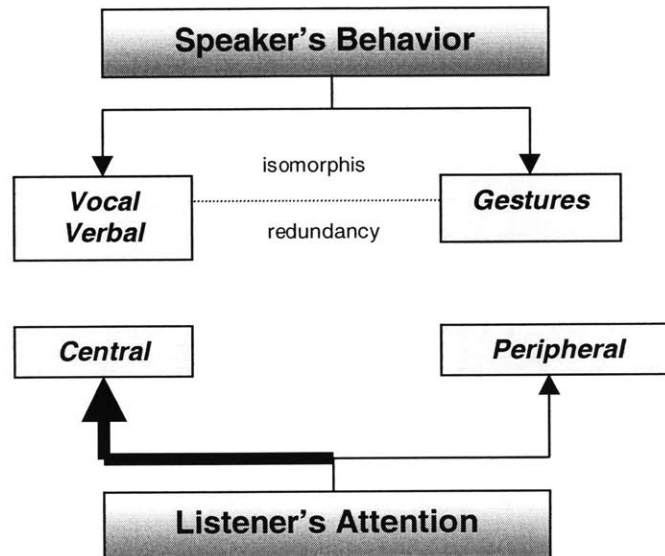 Speaker's Behavior
isomorphis
Vocal
Verbal
Gestures
redundancy
Central
Peripheral
Listener's Attention